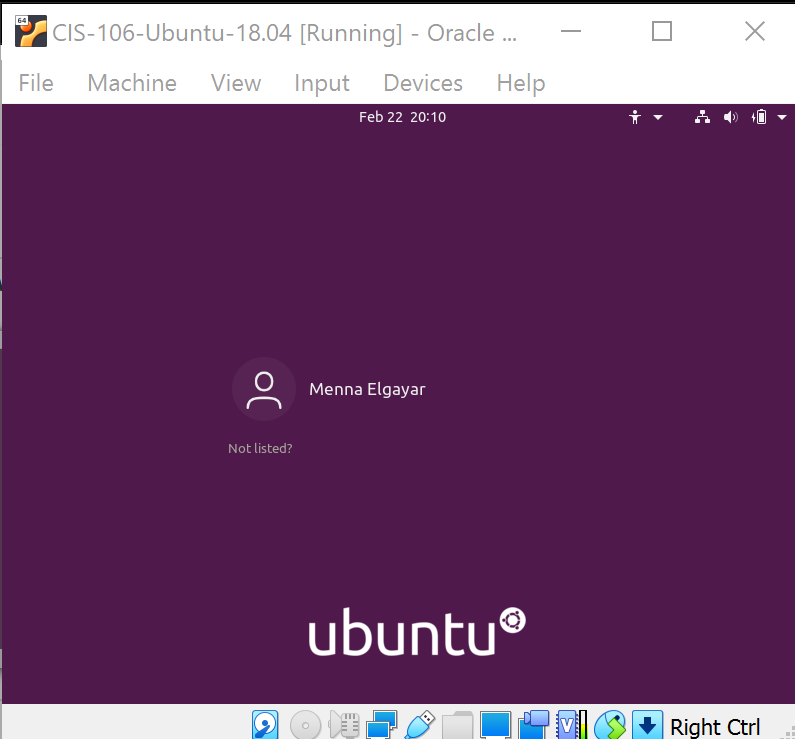 64
CIS-106-Ubuntu-18.04 [Running] - Oracle ...
File Machine View Input Devices Help
Feb 22 20:10
Menna Elgayar
Not listed?
ubuntu
V
Right Ctrl